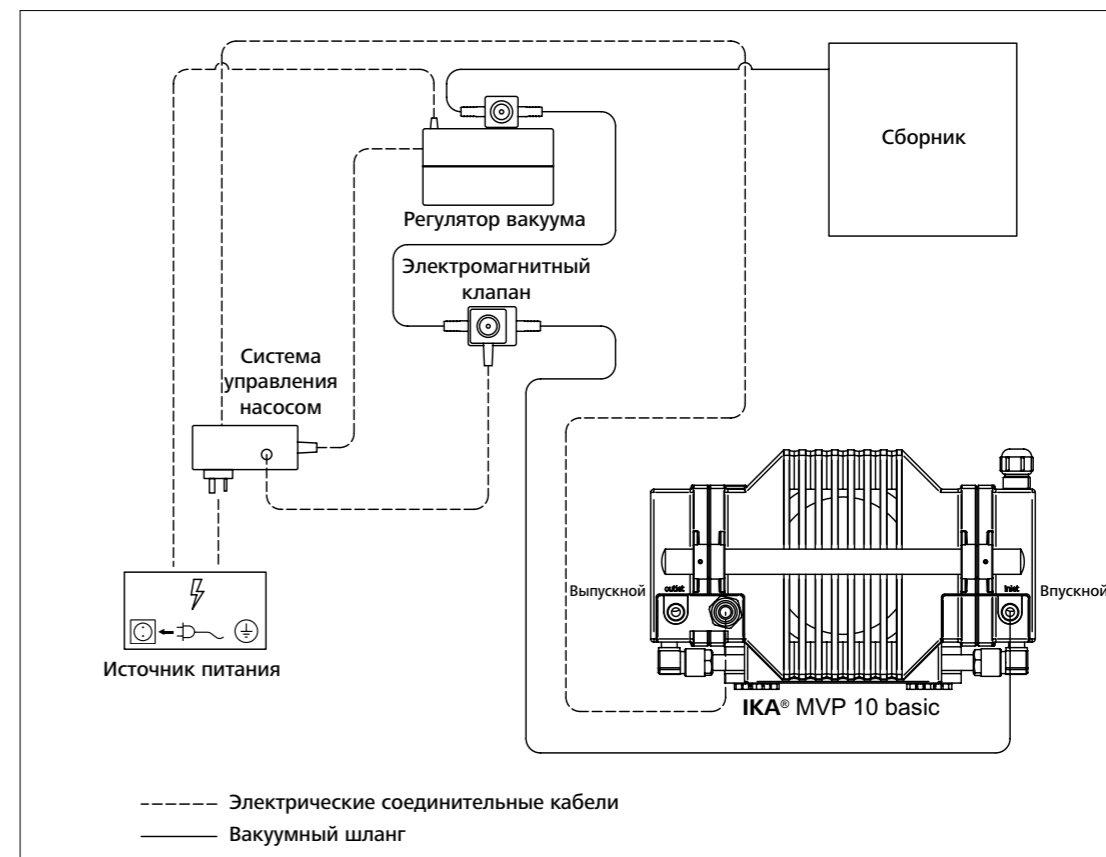 Сборник
Регулятор вакуума
Электромагнитный
клапан
Система
управления
насосом
Источник питания
Выпускной
outlet
inlet
Впускной
IKA® MVP 10 basic
Электрические соединительные кабели
Вакуумный шланг